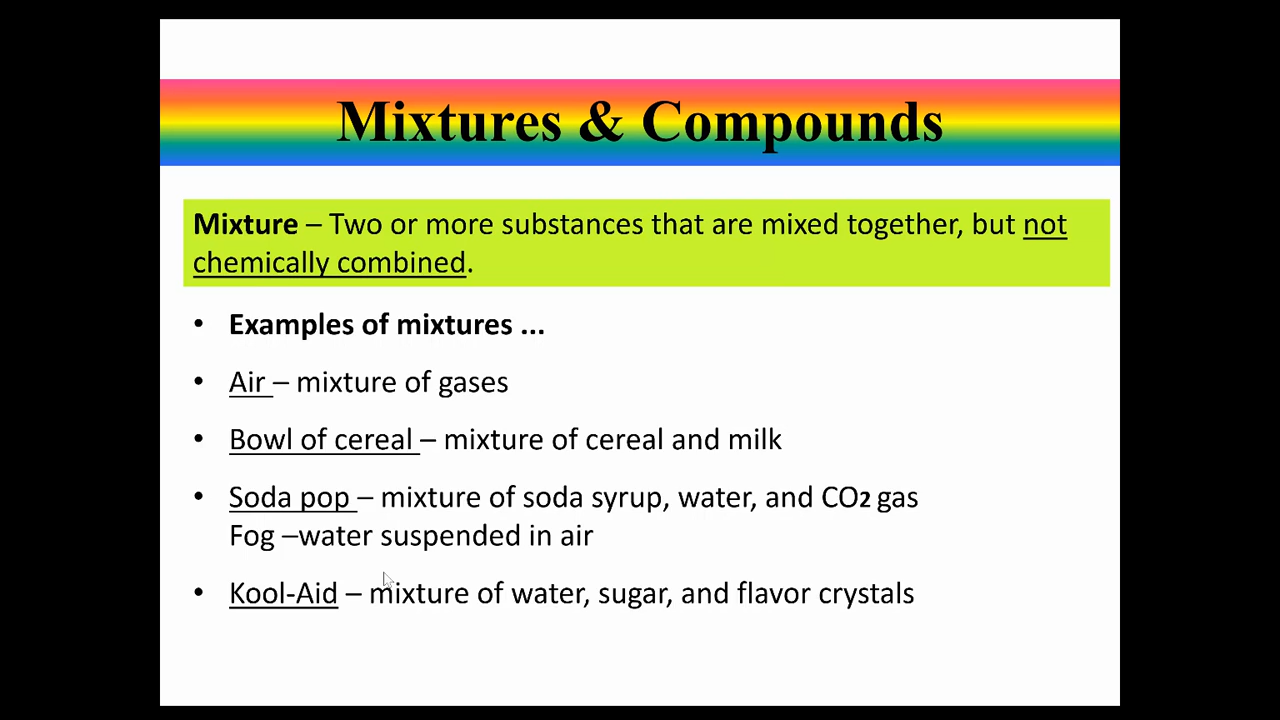 Mixtures & Compounds
Mixture – Two or more substances that are mixed together, but not
chemically combined.
• Examples of mixtures ...
• Air – mixture of gases
• Bowl of cereal – mixture of cereal and milk
• Soda pop – mixture of soda syrup, water, and CO2 gas
Fog –water suspended in air
• Kool-Aid – mixture of water, sugar, and flavor crystals